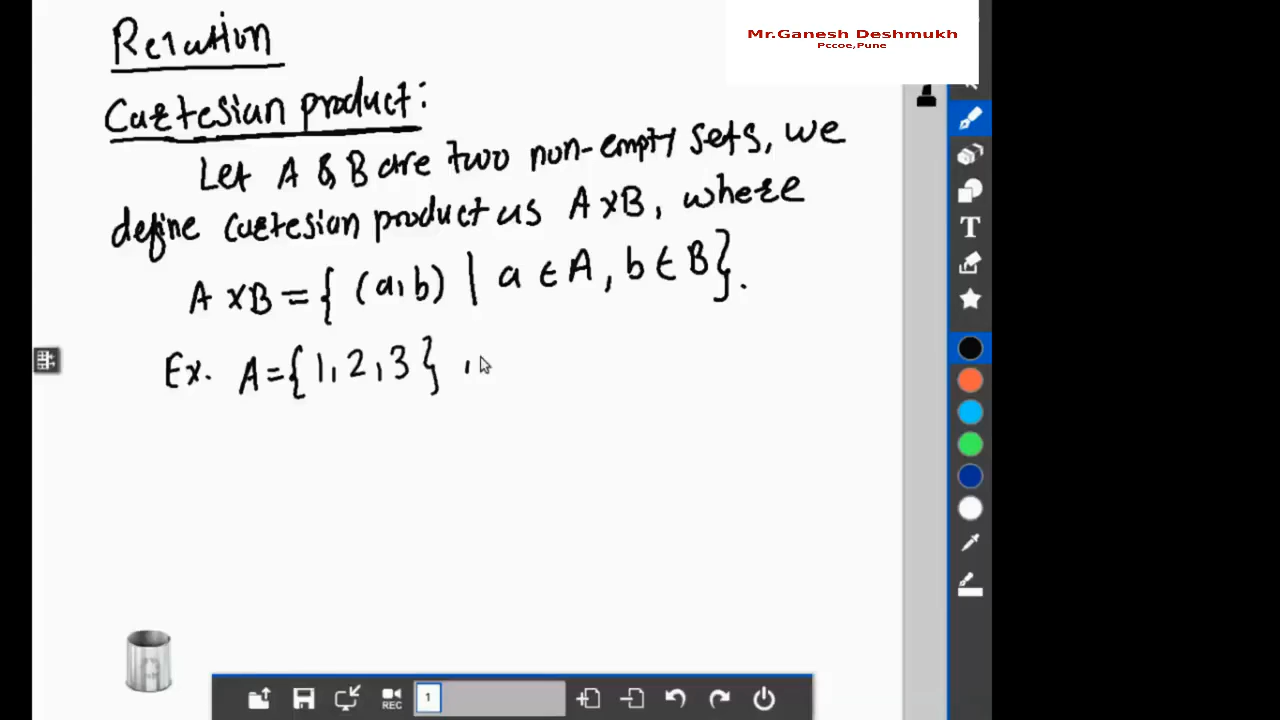 Mr.Ganesh Deshmukh
Pccoe,Pune
Relation
Cartesian product:
Let A & B are two non-empty sets, we
define cartesian product as A×B, where
A×B = { (a,b) | a ∈ A, b ∈ B}.
Ex. A={1,2,3} ,
T
REC
1